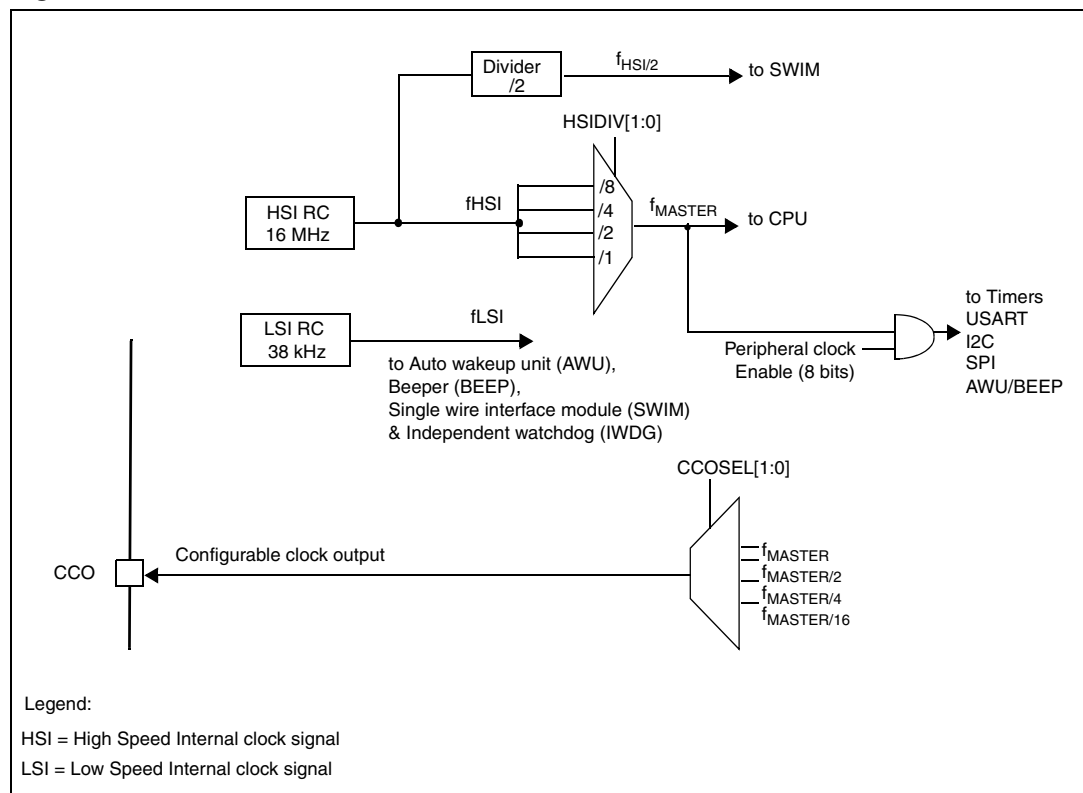 Divider
/2
fHSI/2
to SWIM
HSIDIV[1:0]
HSI RC
16 MHz
fHSI
/8
/4
/2
/1
fMASTER
to CPU
LSI RC
38 kHz
fLSI
to Auto wakeup unit (AWU),
Beeper (BEEP),
Single wire interface module (SWIM)
& Independent watchdog (IWDG)
Peripheral clock
Enable (8 bits)
to Timers
USART
I2C
SPI
AWU/BEEP
CCOSEL[1:0]
CCO
Configurable clock output
fMASTER
fMASTER/2
fMASTER/4
fMASTER/16
Legend:
HSI = High Speed Internal clock signal
LSI = Low Speed Internal clock signal